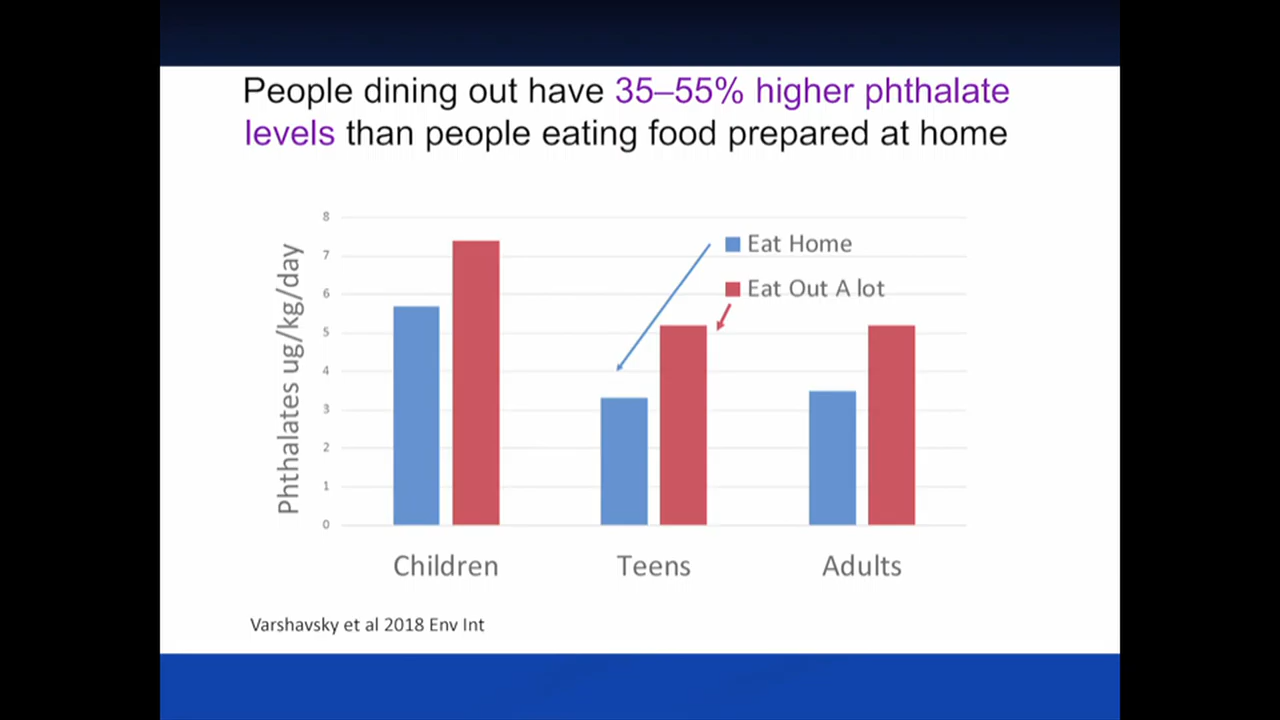 People dining out have 35–55% higher phthalate
levels than people eating food prepared at home
Phthalates ug/kg/day
8
7
6
5
4
3
2
1
0
Eat Home
Eat Out A lot
Children
Teens
Adults
Varshavsky et al 2018 Env Int